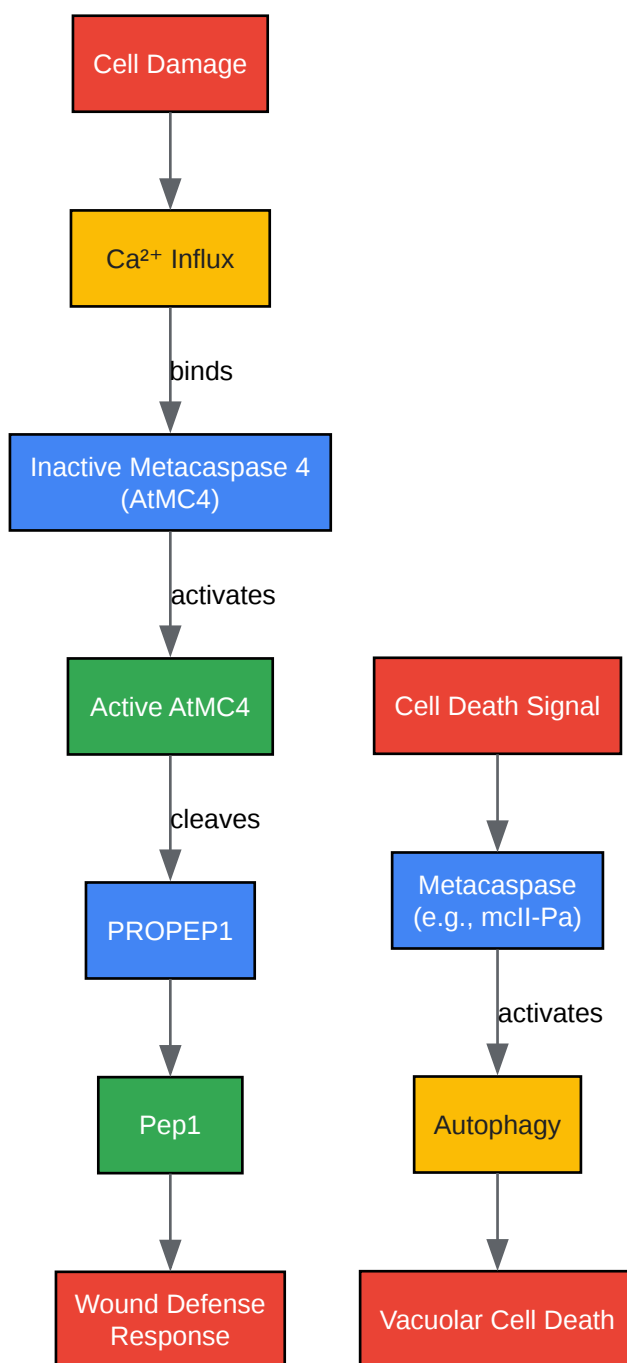 Cell Damage
Ca²⁺ Influx
binds
Inactive Metacaspase 4
(AtMC4)
activates
Active AtMC4
cleaves
PROPEP1
Pep1
Wound Defense
Response
Cell Death Signal
Metacaspase
(e.g., mcII-Pa)
activates
Autophagy
Vacuolar Cell Death